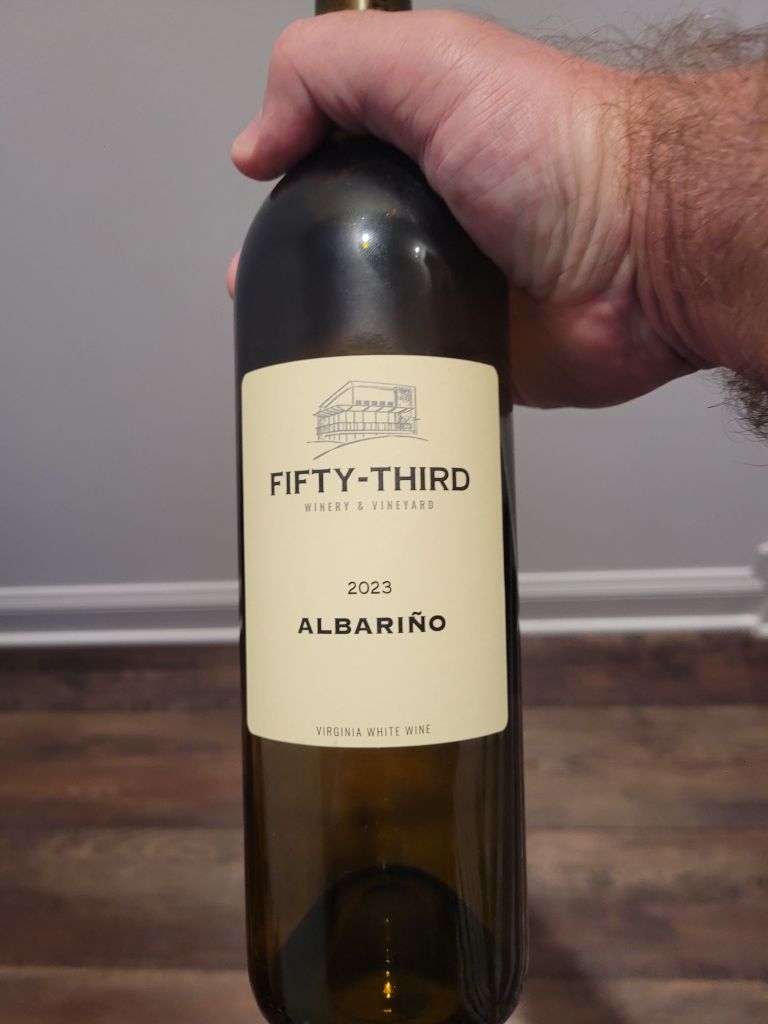 FIFTY-THIRD
WINERY & VINEYARD
2023
ALBARIÑO
VIRGINIA WHITE WINE